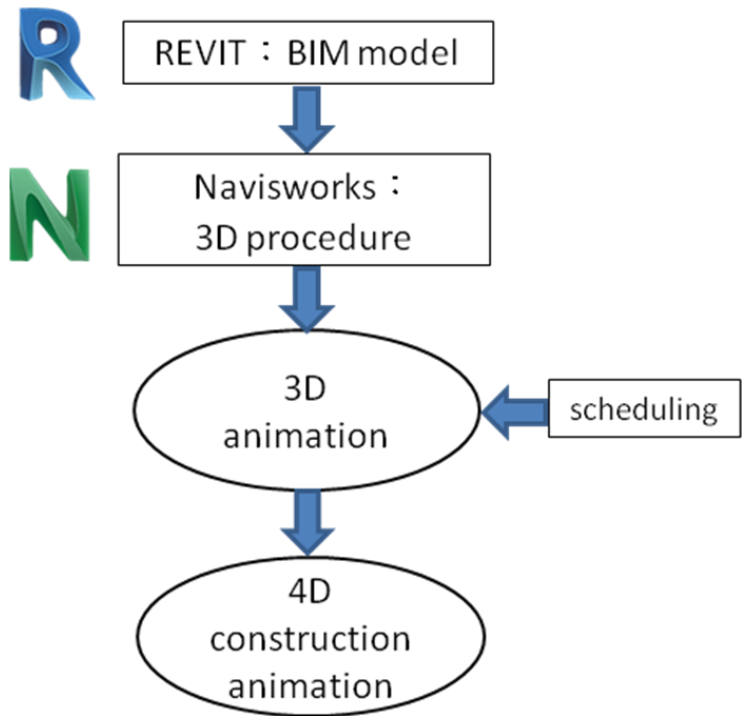 R
REVIT：BIM model
N
Navisworks：
3D procedure
3D
animation
scheduling
4D
construction
animation